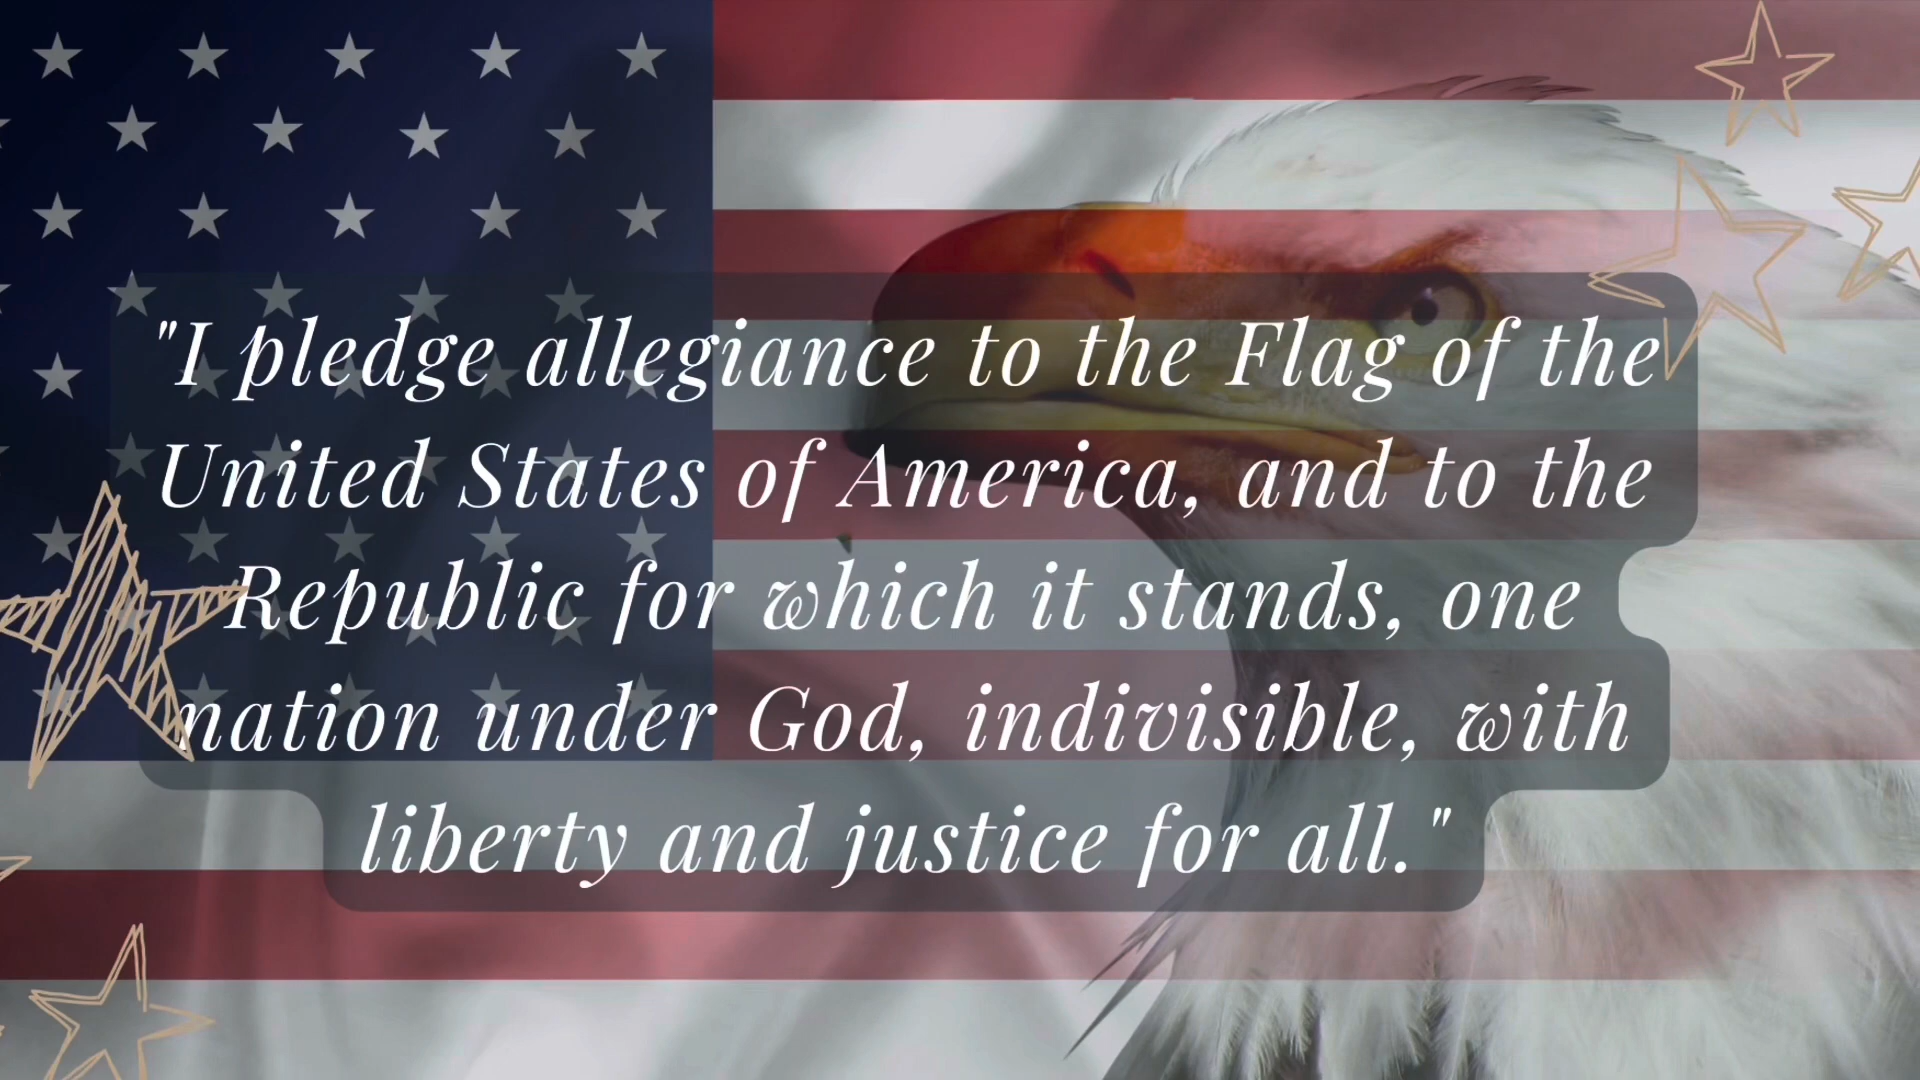 "I pledge allegiance to the Flag of the
United States of America, and to the
Republic for which it stands, one
nation under God, indivisible, with
liberty and justice for all."